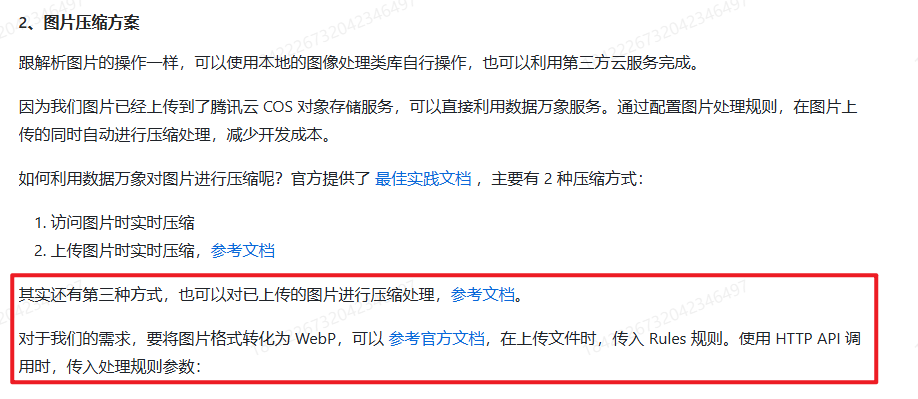 2、图片压缩方案
跟解析图片的操作一样，可以使用本地的图像处理类库自行操作，也可以利用第三方云服务完成。
因为我们图片已经上传到了腾讯云 COS 对象存储服务，可以直接利用数据万象服务。通过配置图片处理规则，在图片上
传的同时自动进行压缩处理，减少开发成本。
如何利用数据万象对图片进行压缩呢？官方提供了 最佳实践文档 ，主要有 2 种压缩方式：
1. 访问图片时实时压缩
2. 上传图片时实时压缩，参考文档
其实还有第三种方式，也可以对已上传的图片进行压缩处理，参考文档。
对于我们的需求，要将图片格式转化为 WebP，可以 参考官方文档，在上传文件时，传入 Rules 规则。使用 HTTP API 调
用时，传入处理规则参数：